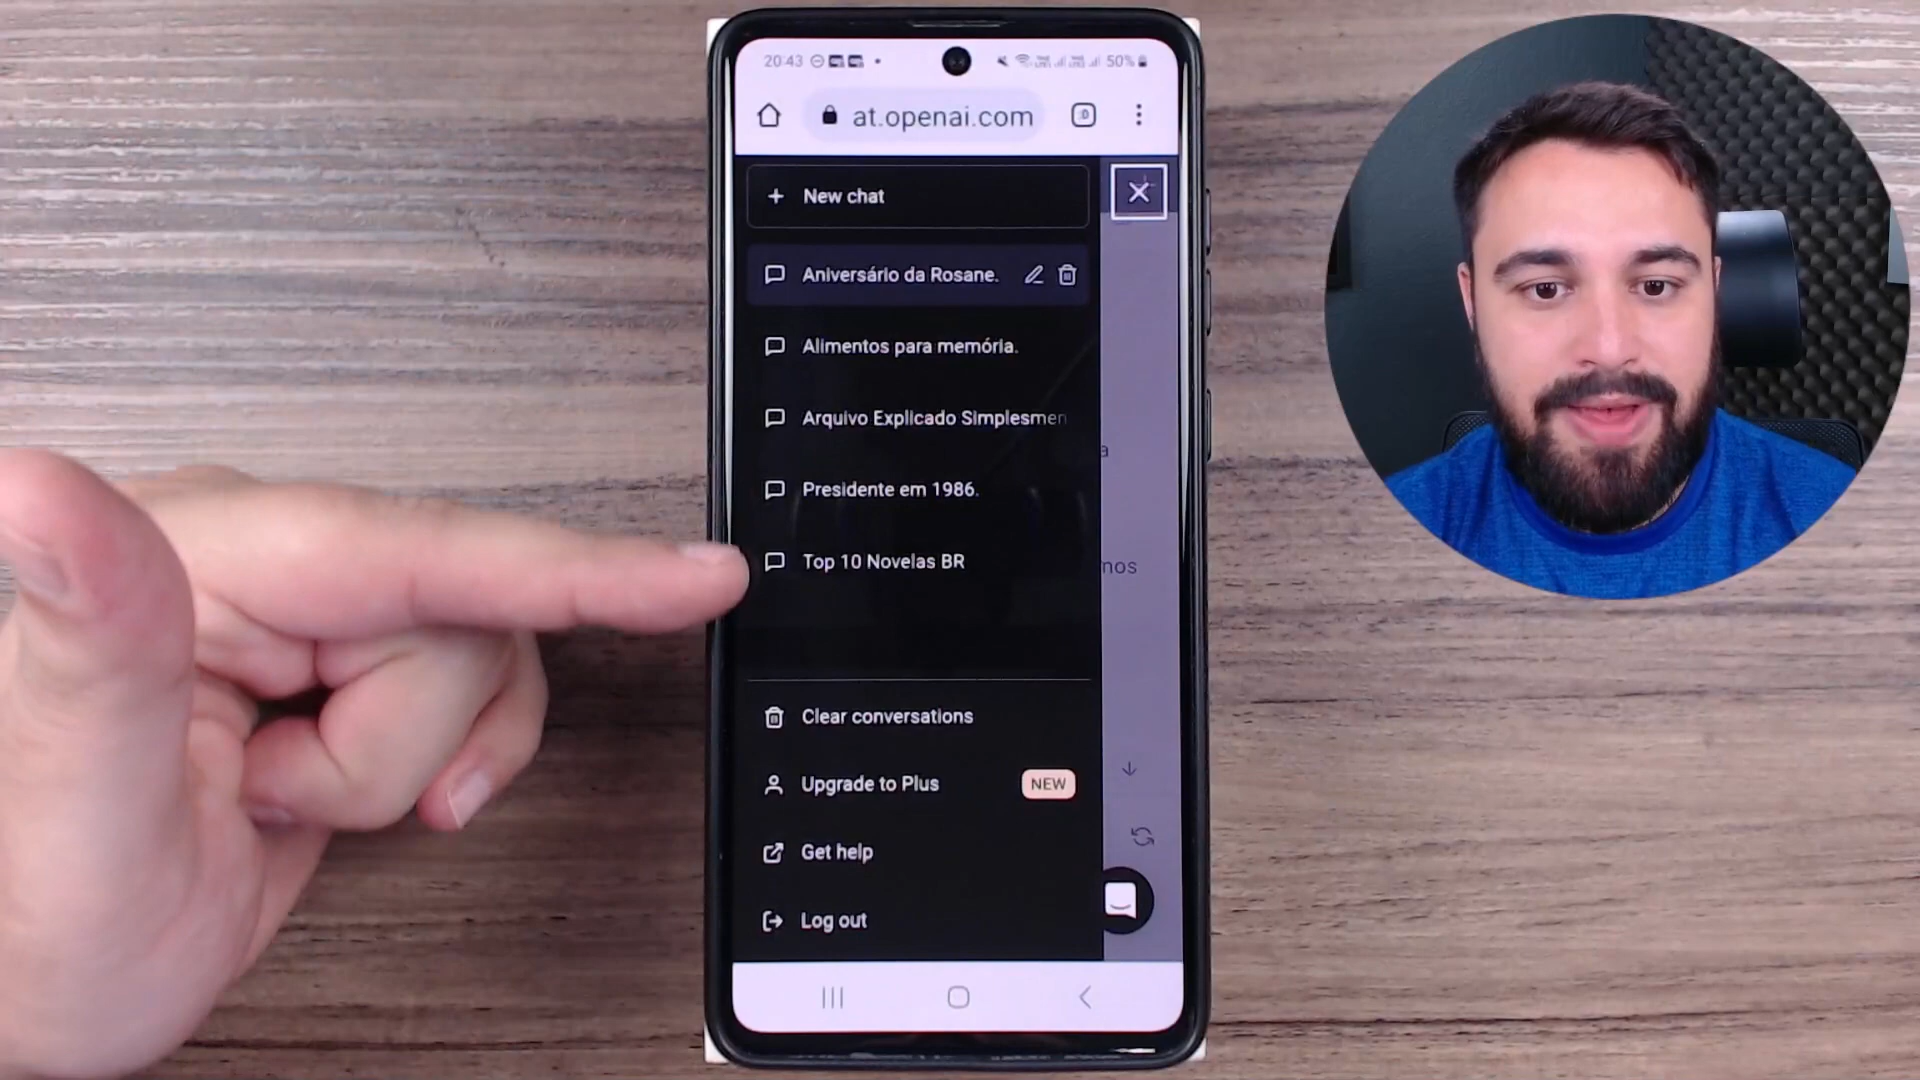 20:43
50%
at.openai.com
New chat
Aniversário da Rosane.
Alimentos para memória.
Arquivo Explicado Simplesmen
a
Presidente em 1986.
Top 10 Novelas BR
mos
Clear conversations
Upgrade to Plus
NEW
Get help
Log out